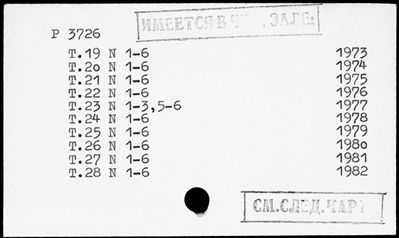 ИМЕЕТСЯ В ЗАЛЕ:
P 3726
Т.19 N 1-6 1973
Т.20 N 1-6 1974
Т.21 N 1-6 1975
Т.22 N 1-6 1976
Т.23 N 1-3,5-6 1977
Т.24 N 1-6 1978
Т.25 N 1-6 1979
Т.26 N 1-6 1980
Т.27 N 1-6 1981
Т.28 N 1-6 1982
СМ.СЛЕД.КАРТ